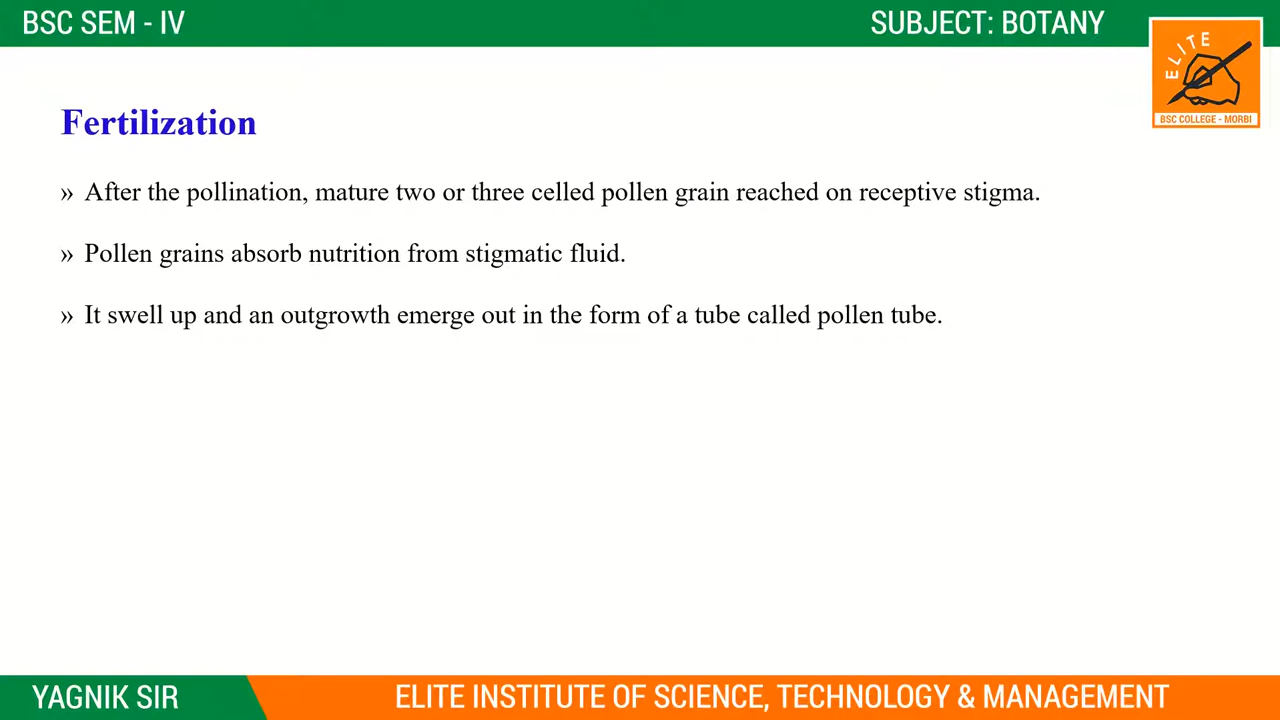 BSC SEM - IV
SUBJECT: BOTANY
ELITE
BSC COLLEGE - MORBI
Fertilization
» After the pollination, mature two or three celled pollen grain reached on receptive stigma.
» Pollen grains absorb nutrition from stigmatic fluid.
» It swell up and an outgrowth emerge out in the form of a tube called pollen tube.
YAGNIK SIR
ELITE INSTITUTE OF SCIENCE, TECHNOLOGY & MANAGEMENT